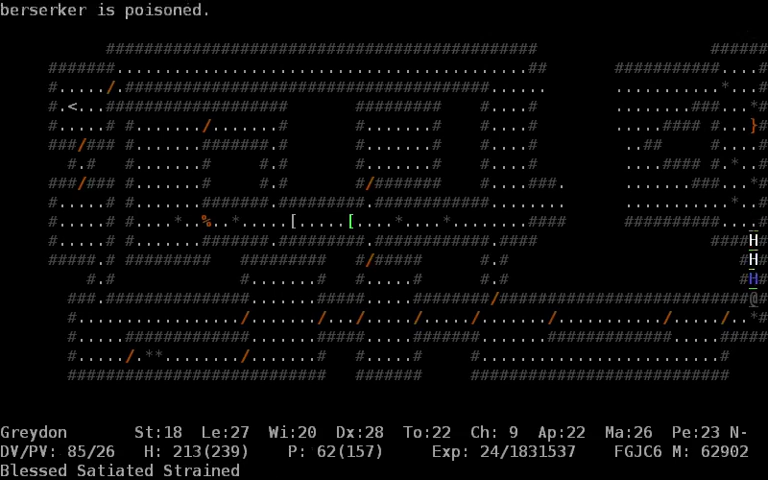 berserker is poisoned.
Greydon St:18 Le:27 Wi:20 Dx:28 To:22 Ch: 9 Ap:22 Ma:26 Pe:23 N-
DV/PV: 85/26 H: 213(239) P: 62(157) Exp: 24/1831537 FGJC6 M: 62902
Blessed Satiated Strained